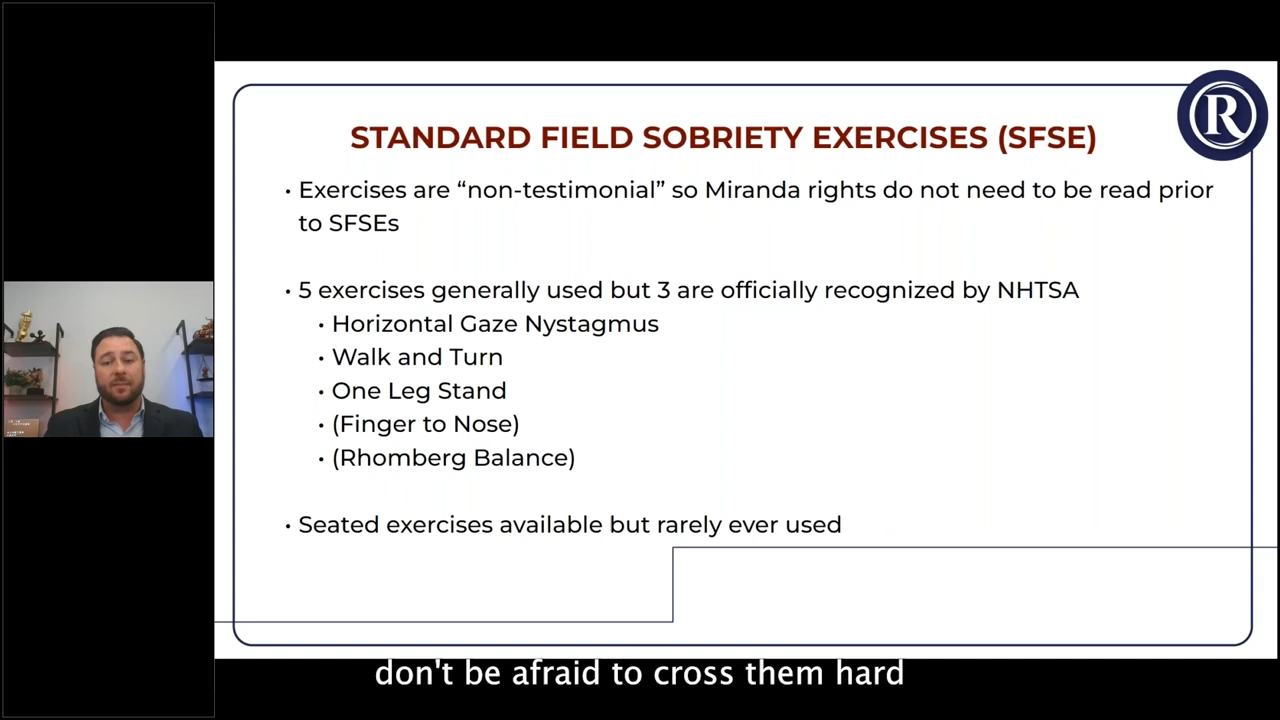 R
STANDARD FIELD SOBRIETY EXERCISES (SFSE)
• Exercises are “non-testimonial” so Miranda rights do not need to be read prior
to SFSEs
• 5 exercises generally used but 3 are officially recognized by NHTSA
• Horizontal Gaze Nystagmus
• Walk and Turn
• One Leg Stand
• (Finger to Nose)
• (Rhomberg Balance)
• Seated exercises available but rarely ever used
don't be afraid to cross them hard